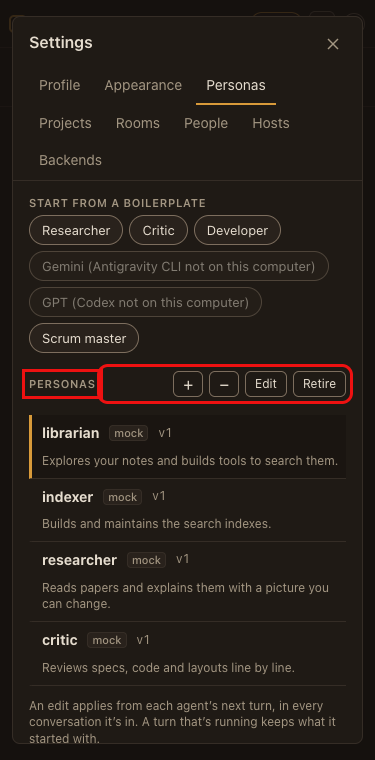 Settings
Profile Appearance Personas
Projects Rooms People Hosts
Backends
START FROM A BOILERPLATE
Researcher Critic Developer
Gemini (Antigravity CLI not on this computer)
GPT (Codex not on this computer)
Scrum master
PERSONAS + − Edit Retire
librarian mock v1
Explores your notes and builds tools to search them.
indexer mock v1
Builds and maintains the search indexes.
researcher mock v1
Reads papers and explains them with a picture you
can change.
critic mock v1
Reviews specs, code and layouts line by line.
An edit applies from each agent’s next turn, in every
conversation it’s in. A turn that’s running keeps what it
started with.